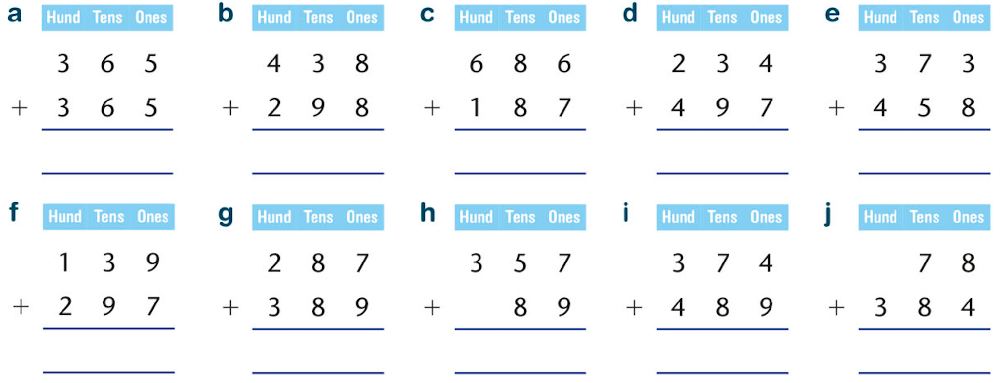 a Hund Tens Ones b Hund Tens Ones c Hund Tens Ones d Hund Tens Ones e Hund Tens Ones
3 6 5 4 3 8 6 8 6 2 3 4 3 7 3
+ 3 6 5 + 2 9 8 + 1 8 7 + 4 9 7 + 4 5 8
f Hund Tens Ones g Hund Tens Ones h Hund Tens Ones i Hund Tens Ones j Hund Tens Ones
1 3 9 2 8 7 3 5 7 3 7 4 7 8
+ 2 9 7 + 3 8 9 + 8 9 + 4 8 9 + 3 8 4